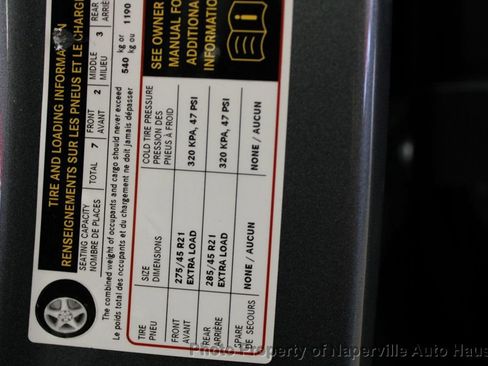 TIRE AND LOADING INFORMATION
RENSEIGNEMENTS SUR LES PNEUS ET LE CHARGE
SEATING CAPACITY
NOMBRE DE PLACES
TOTAL 7
FRONT
AVANT
2
MIDDLE
MILIEU
3
REAR
ARRIÈ
The combined weight of occupants and cargo should never exceed
Le poids total des occupants et du chargement ne doit jamais dépasser
540 kg or
kg ou
1190
TIRE
PNEU
SIZE
DIMENSIONS
COLD TIRE PRESSURE
PRESSION DES
PNEUS À FROID
FRONT
AVANT
275/45 R21
EXTRA LOAD
320 KPA, 47 PSI
REAR
ARRIÈRE
285/45 R21
EXTRA LOAD
320 KPA, 47 PSI
SPARE
DE SECOURS
NONE / AUCUN
NONE / AUCUN
SEE OWNER
MANUAL FO
ADDITIONA
INFORMATI
Photo Property of Naperville Auto Haus